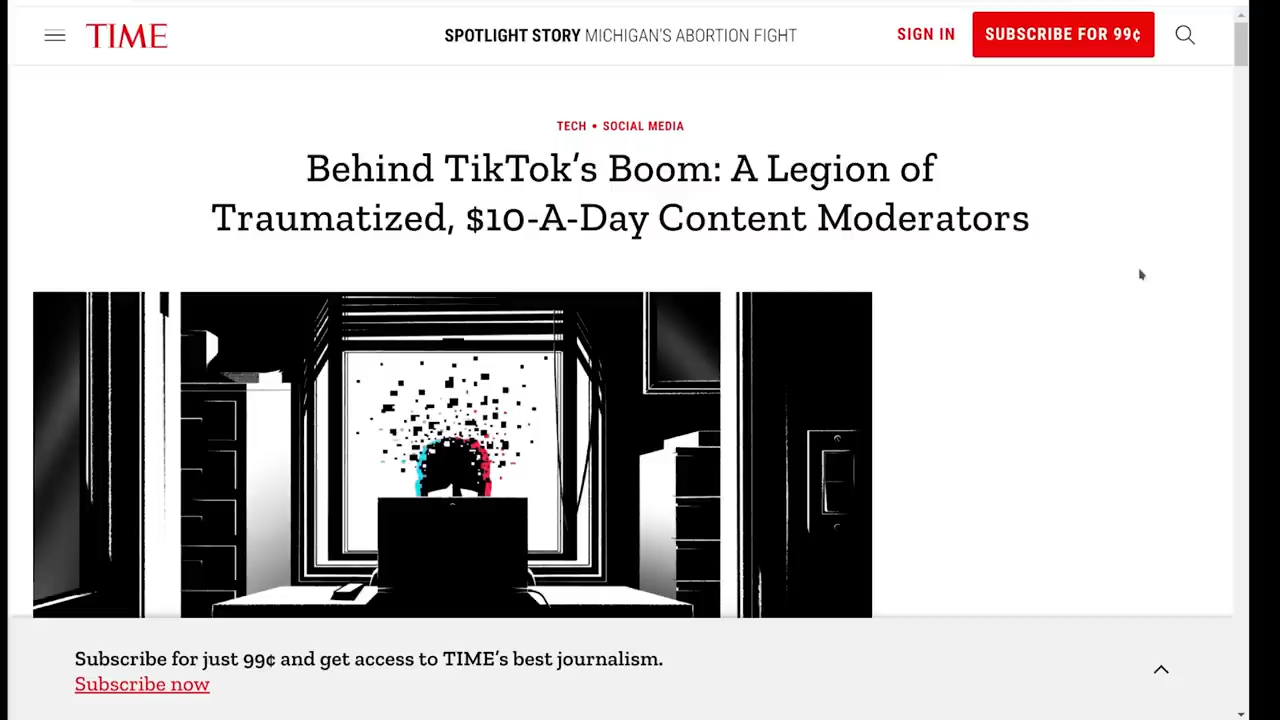 TIME
SPOTLIGHT STORY MICHIGAN'S ABORTION FIGHT
SIGN IN
SUBSCRIBE FOR 99¢
TECH • SOCIAL MEDIA
Behind TikTok's Boom: A Legion of
Traumatized, $10-A-Day Content Moderators
Subscribe for just 99¢ and get access to TIME's best journalism.
Subscribe now